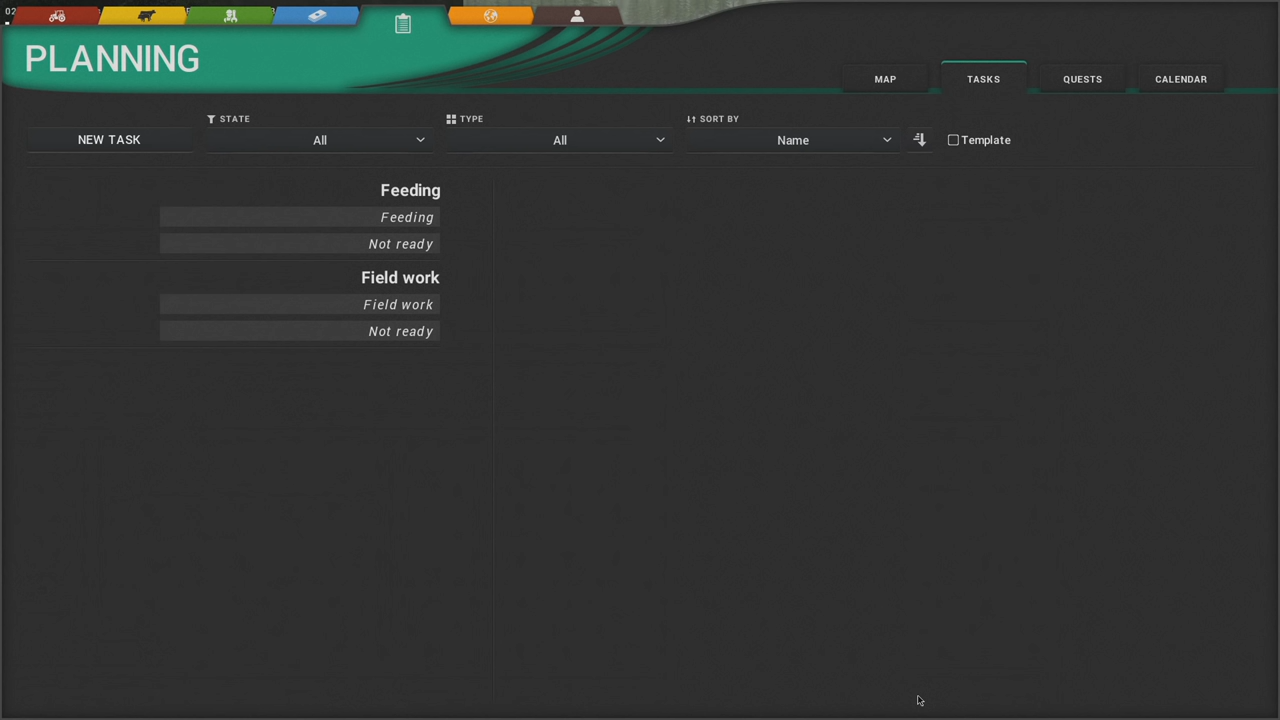 02
PLANNING
MAP
TASKS
QUESTS
CALENDAR
STATE
TYPE
SORT BY
NEW TASK
All
All
Name
Template
Feeding
Feeding
Not ready
Field work
Field work
Not ready